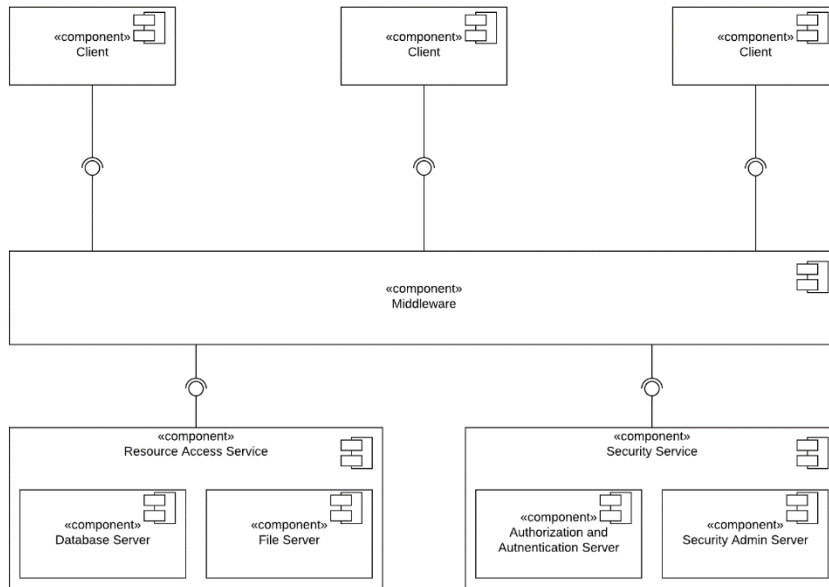 «component»
Client
«component»
Client
«component»
Client
«component»
Middleware
«component»
Resource Access Service
«component»
Database Server
«component»
File Server
«component»
Security Service
«component»
Authorization and
Autnentication Server
«component»
Security Admin Server